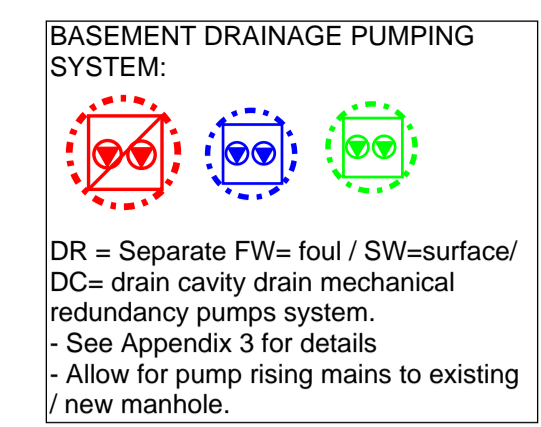 BASEMENT DRAINAGE PUMPING
SYSTEM:
DR = Separate FW= foul / SW=surface/
DC= drain cavity drain mechanical
redundancy pumps system.
- See Appendix 3 for details
- Allow for pump rising mains to existing
/ new manhole.